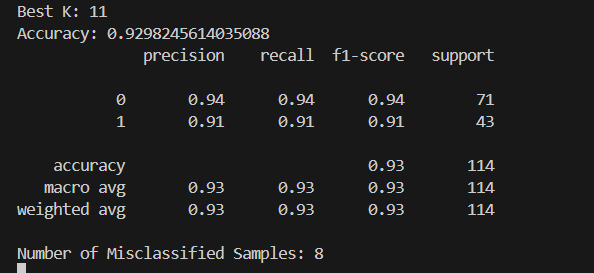 Best K: 11
Accuracy: 0.9298245614035088
precision recall f1-score support
0 0.94 0.94 0.94 71
1 0.91 0.91 0.91 43
accuracy 0.93 114
macro avg 0.93 0.93 0.93 114
weighted avg 0.93 0.93 0.93 114
Number of Misclassified Samples: 8